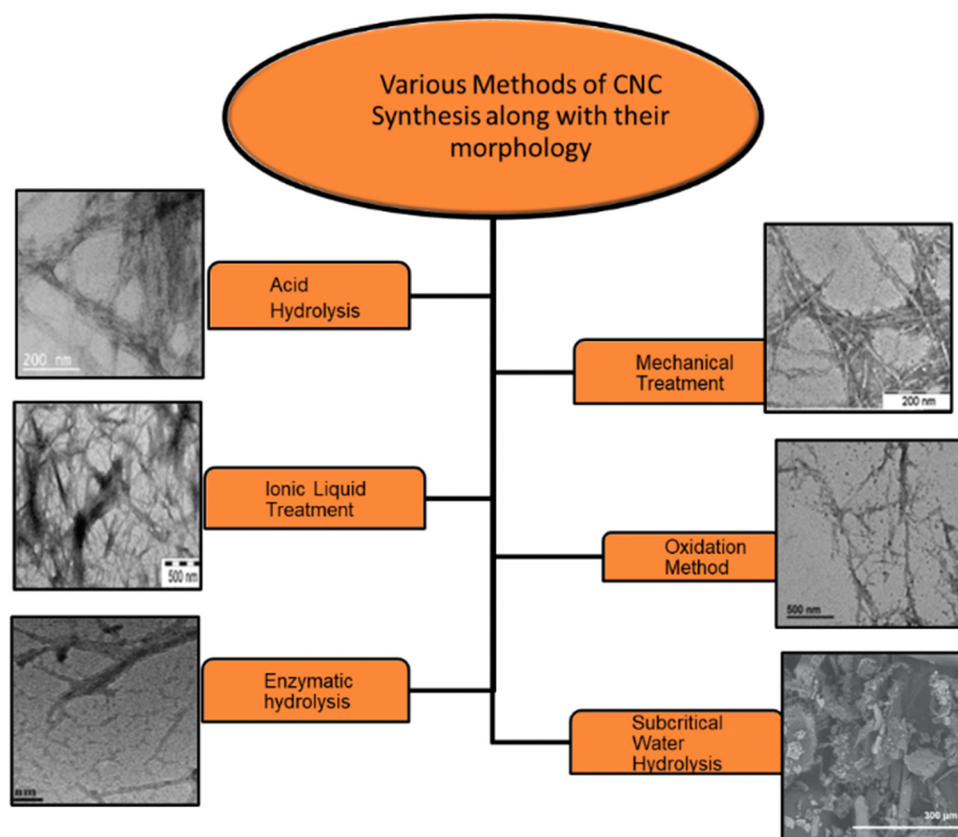 Various Methods of CNC
Synthesis along with their
morphology
Acid
Hydrolysis
200 nm
Mechanical
Treatment
200 nm
Ionic Liquid
Treatment
500 nm
Oxidation
Method
500 nm
Enzymatic
hydrolysis
nm
Subcritical
Water
Hydrolysis
300 µm